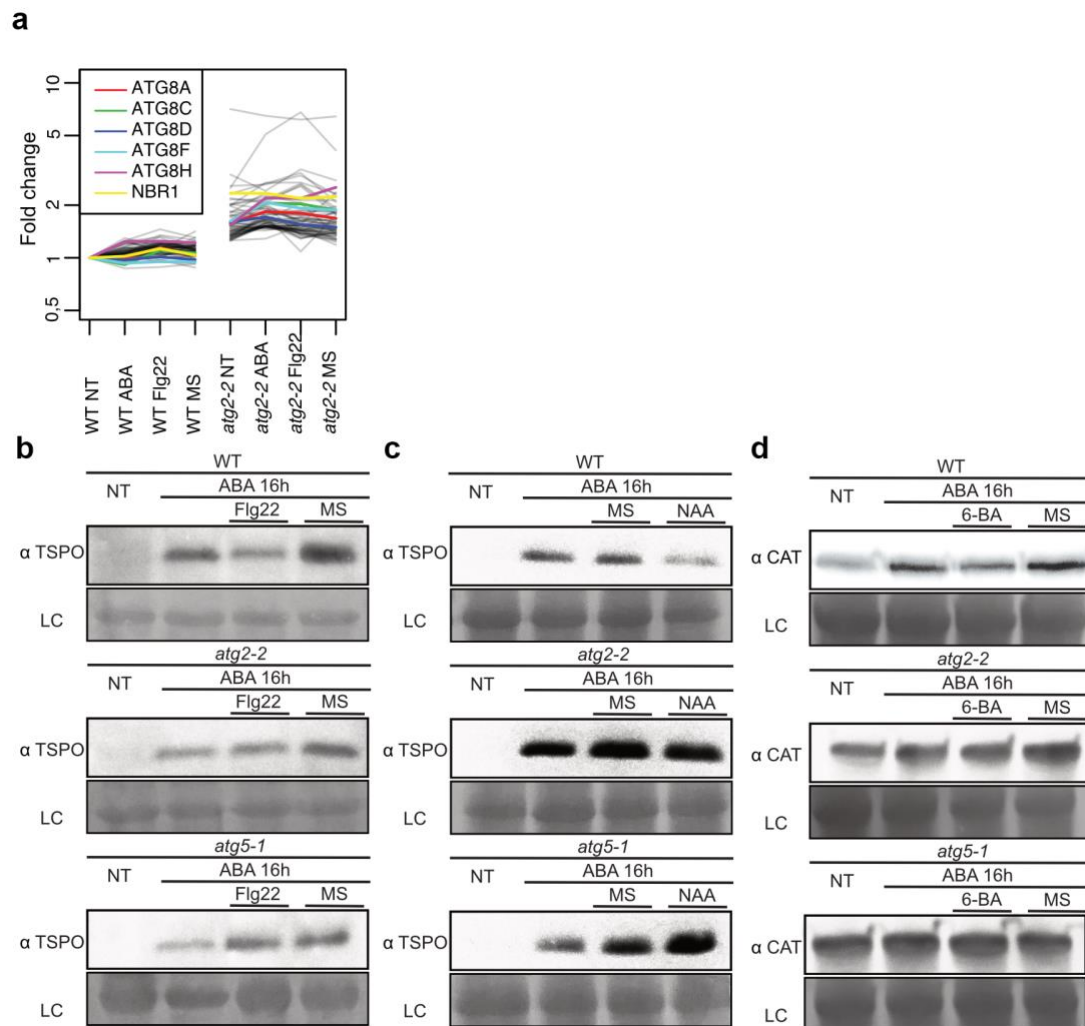 a
Fold change
10
5
2
1
0,5
ATG8A
ATG8C
ATG8D
ATG8F
ATG8H
NBR1
WT NT
WT ABA
WT Flg22
WT MS
atg2-2 NT
atg2-2 ABA
atg2-2 Flg22
atg2-2 MS
b
WT
NT
ABA 16h
Flg22 MS
α TSPO
LC
atg2-2
NT
ABA 16h
Flg22 MS
α TSPO
LC
atg5-1
NT
ABA 16h
Flg22 MS
α TSPO
LC
c
WT
NT
ABA 16h
MS NAA
α TSPO
LC
atg2-2
NT
ABA 16h
MS NAA
α TSPO
LC
atg5-1
NT
ABA 16h
MS NAA
α TSPO
LC
d
WT
NT
ABA 16h
6-BA MS
α CAT
LC
atg2-2
NT
ABA 16h
6-BA MS
α CAT
LC
atg5-1
NT
ABA 16h
6-BA MS
α CAT
LC